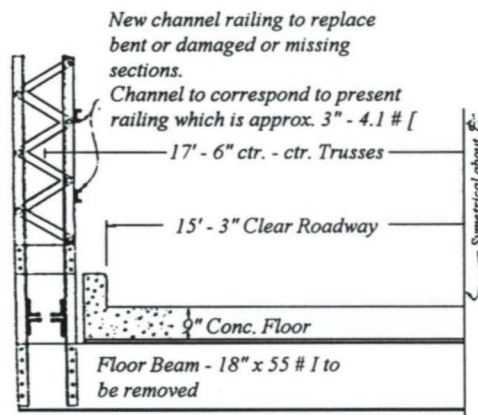 New channel railing to replace
bent or damaged or missing
sections.
Channel to correspond to present
railing which is approx. 3" - 4.1 # [
17' - 6" ctr. - ctr. Trusses
15' - 3" Clear Roadway
Symetrical about
9" Conc. Floor
Floor Beam - 18" x 55 # I to
be removed